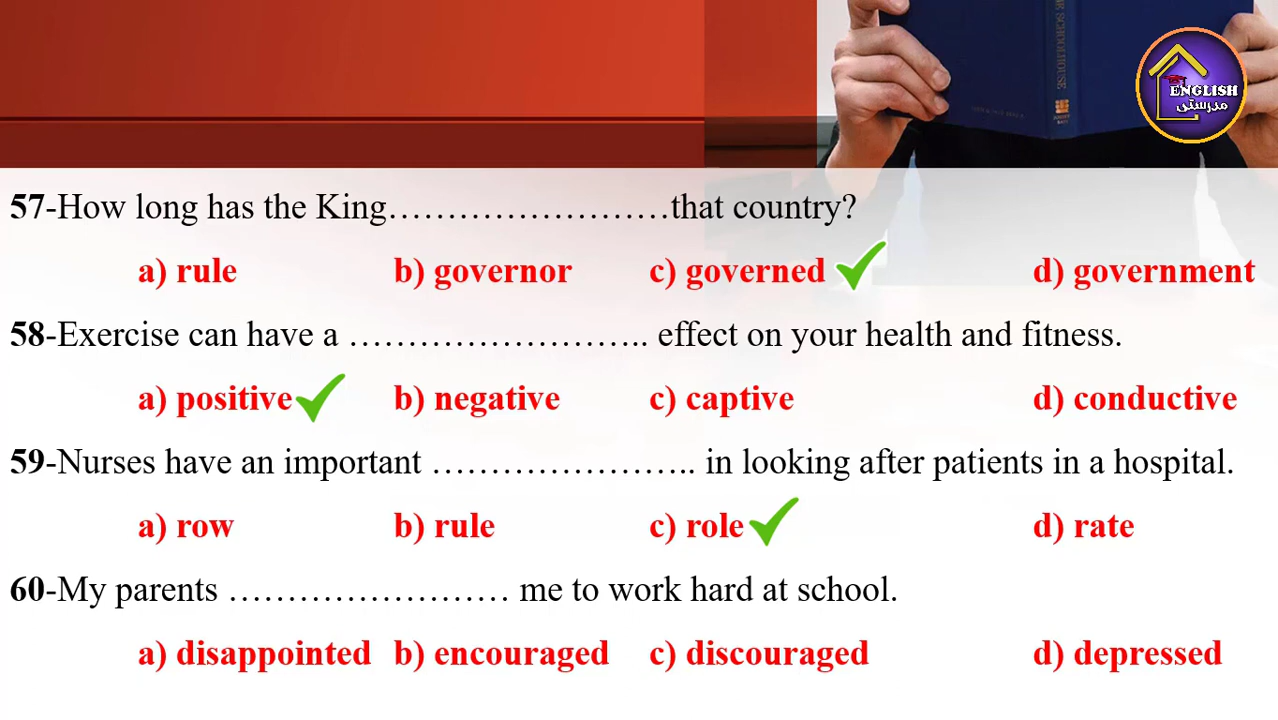 ENGLISH
مدرستي
57-How long has the King……………………that country?
a) rule b) governor c) governed d) government
58-Exercise can have a …………………….. effect on your health and fitness.
a) positive b) negative c) captive d) conductive
59-Nurses have an important ………………….. in looking after patients in a hospital.
a) row b) rule c) role d) rate
60-My parents …………………… me to work hard at school.
a) disappointed b) encouraged c) discouraged d) depressed